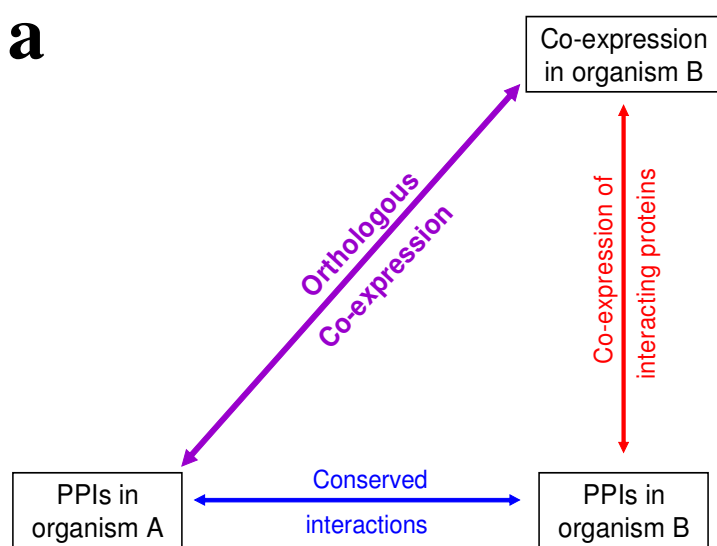 a
Co-expression
in organism B
Orthologous
Co-expression
Co-expression of
interacting proteins
PPIs in
organism A
Conserved
interactions
PPIs in
organism B